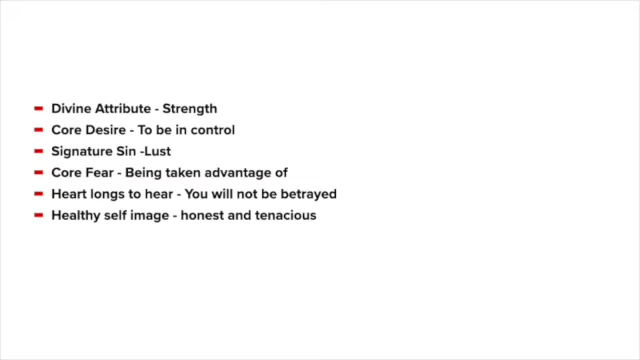 Divine Attribute - Strength
Core Desire - To be in control
Signature Sin -Lust
Core Fear - Being taken advantage of
Heart longs to hear - You will not be betrayed
Healthy self image - honest and tenacious